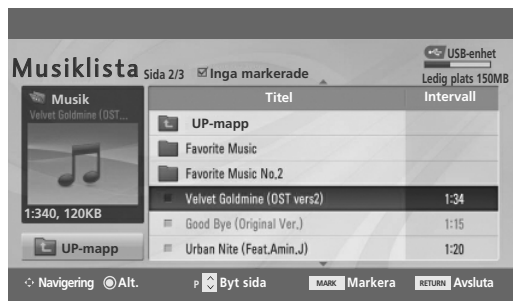 USB-enhet
Musiklista Sida 2/3 Inga markerade
Ledig plats 150MB
Musik
Velvet Goldmine (OST...
1:340, 120KB
UP-mapp
Titel Intervall
UP-mapp
Favorite Music
Favorite Music No,2
Velvet Goldmine (OST vers2) 1:34
Good Bye (Original Ver,) 1:15
Urban Nite (Feat,Amin,J) 1:20
Navigering Alt. P Byt sida MARK Markera RETURN Avsluta